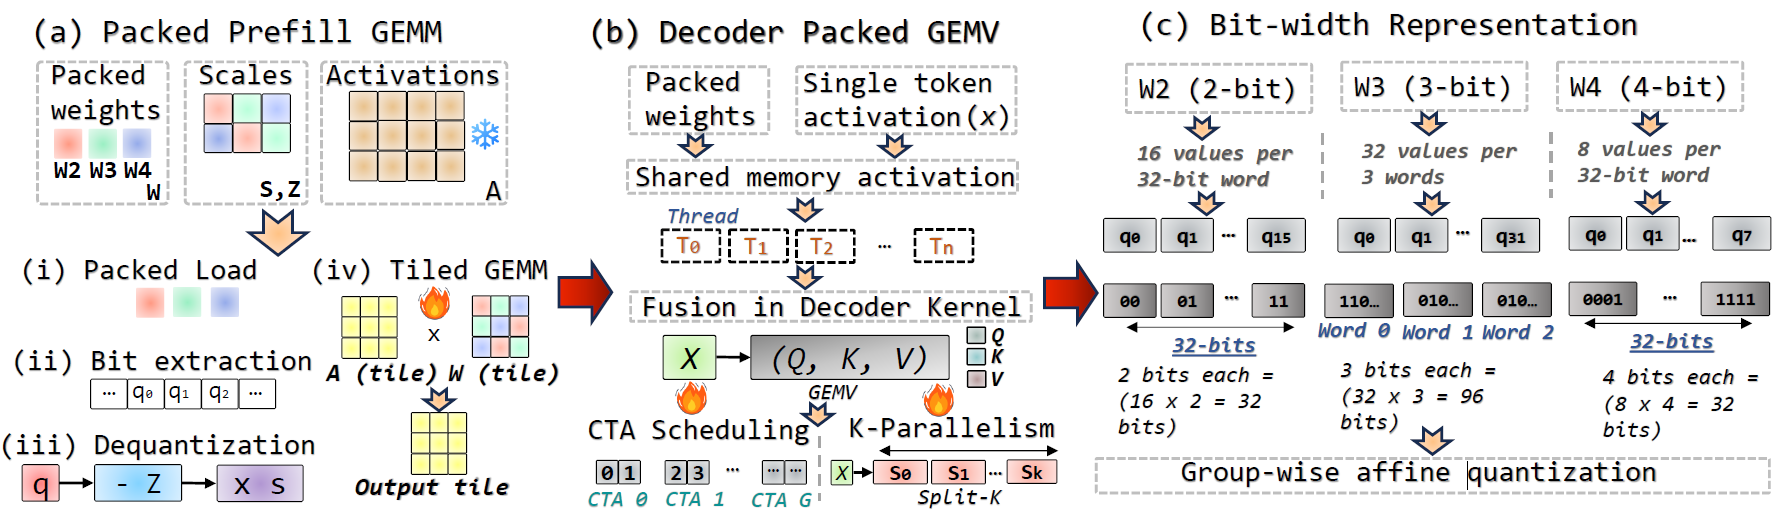 (a) Packed Prefill GEMM
Packed
weights
W2 W3 W4
W
Scales
S,Z
Activations
A
(i) Packed Load
(ii) Bit extraction
… q0 q1 q2 …
(iii) Dequantization
q - Z x s
(iv) Tiled GEMM
x
A (tile) W (tile)
Output tile
(b) Decoder Packed GEMV
Packed
weights
Single token
activation(x)
Shared memory activation
Thread
T0 T1 T2 … Tn
Fusion in Decoder Kernel
X (Q, K, V)
Q
K
V
GEMV
CTA Scheduling
0 1 2 3 … … …
CTA 0 CTA 1 CTA G
K-Parallelism
X S0 S1 … Sk
Split-K
(c) Bit-width Representation
W2 (2-bit)
16 values per
32-bit word
q0 q1 … q15
00 01 … 11
32-bits
2 bits each =
(16 x 2 = 32
bits)
W3 (3-bit)
32 values per
3 words
q0 q1 … q31
110… 010… 010…
Word 0 Word 1 Word 2
3 bits each =
(32 x 3 = 96
bits)
W4 (4-bit)
8 values per
32-bit word
q0 q1 … q7
0001 … 1111
32-bits
4 bits each =
(8 x 4 = 32
bits)
Group-wise affine quantization